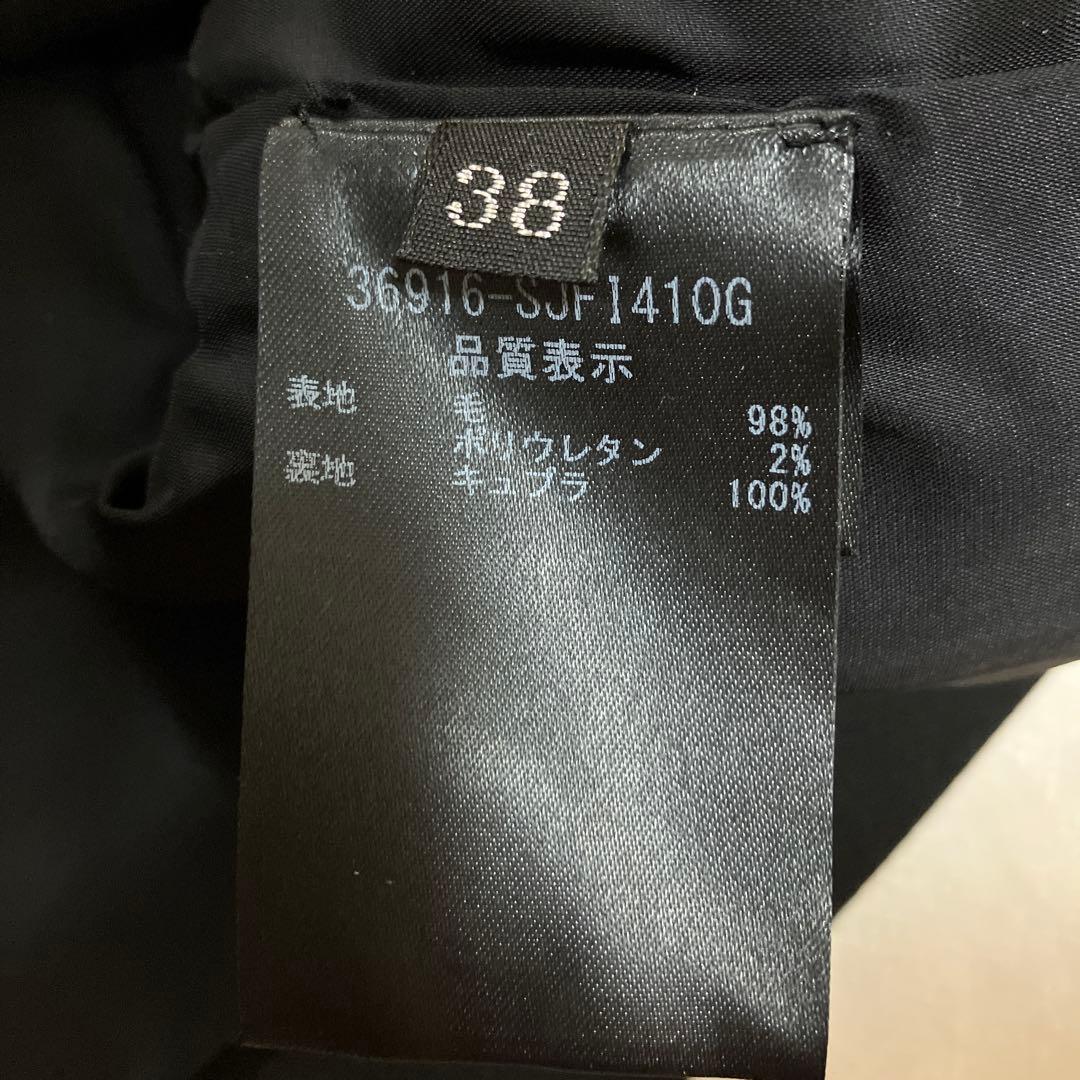 38
36916-SJFI410G
品質表示
表地 毛 98%
ポリウレタン 2%
裏地 キュプラ 100%